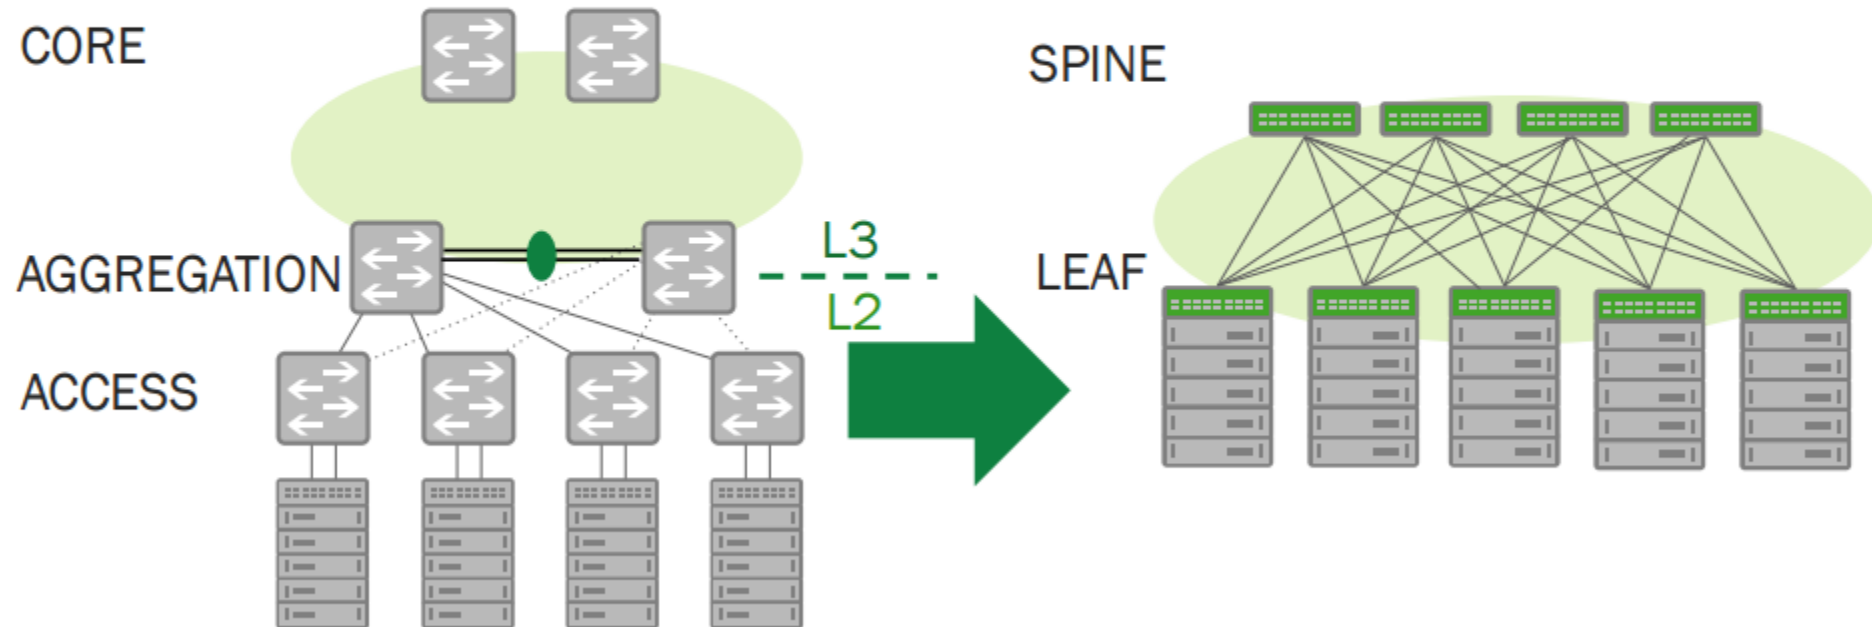 CORE
SPINE
AGGREGATION
L3
L2
LEAF
ACCESS